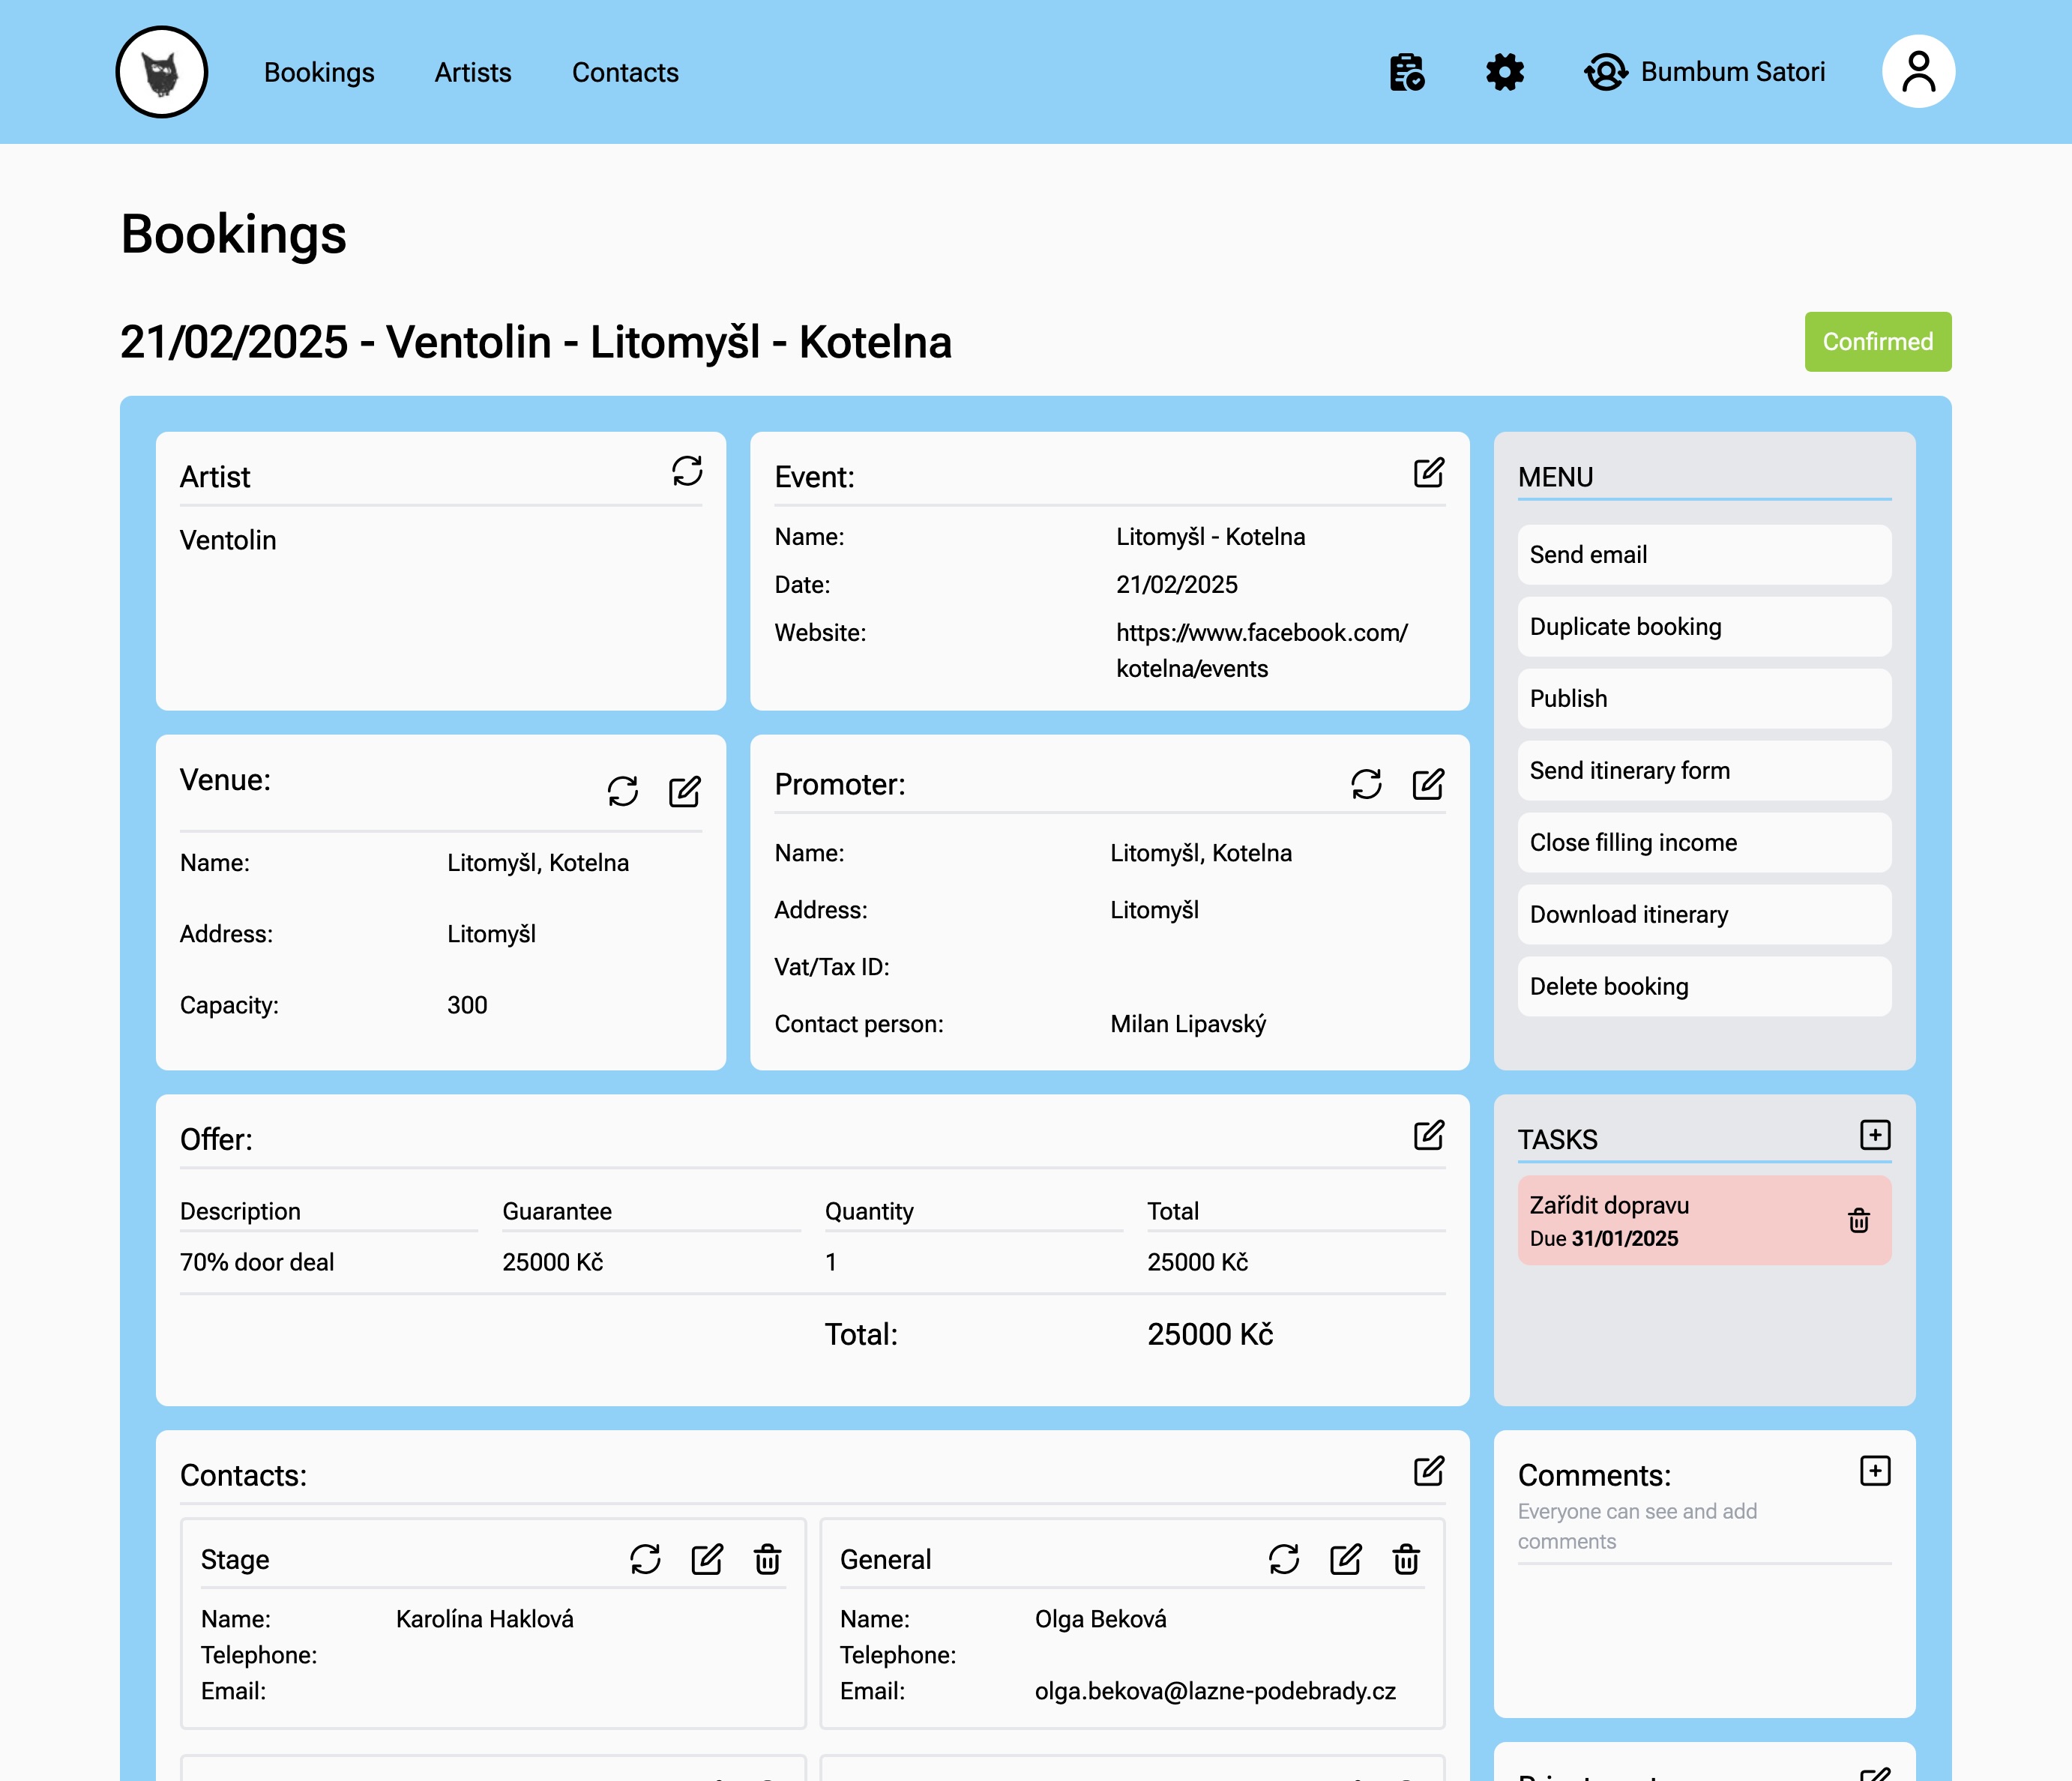 Bookings
Artists
Contacts
Bumbum Satori
Bookings
21/02/2025 - Ventolin - Litomyšl - Kotelna
Confirmed
Artist
Ventolin
Event:
Name: Litomyšl - Kotelna
Date: 21/02/2025
Website: https://www.facebook.com/
kotelna/events
MENU
Send email
Duplicate booking
Publish
Send itinerary form
Close filling income
Download itinerary
Delete booking
Venue:
Name: Litomyšl, Kotelna
Address: Litomyšl
Capacity: 300
Promoter:
Name: Litomyšl, Kotelna
Address: Litomyšl
Vat/Tax ID:
Contact person: Milan Lipavský
Offer:
Description Guarantee Quantity Total
70% door deal 25000 Kč 1 25000 Kč
Total: 25000 Kč
TASKS
Zařídit dopravu
Due 31/01/2025
Contacts:
Stage
Name: Karolína Haklová
Telephone:
Email:
General
Name: Olga Beková
Telephone:
Email: olga.bekova@lazne-podebrady.cz
Comments:
Everyone can see and add
comments